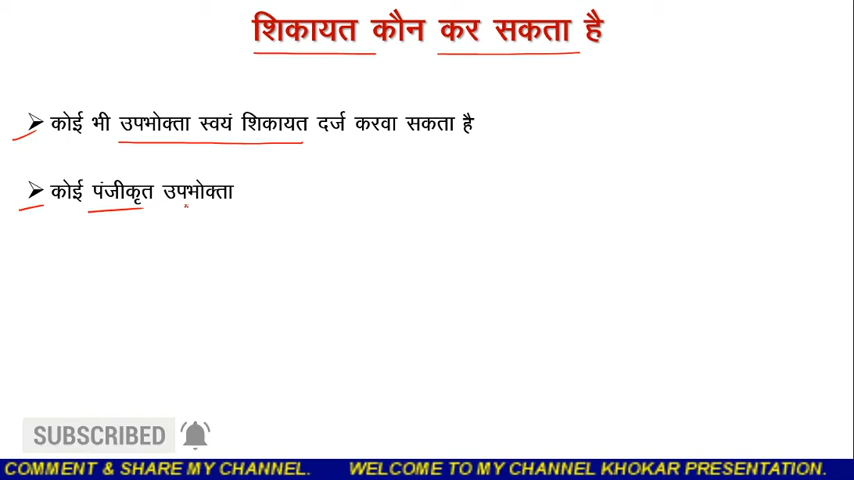 शिकायत कौन कर सकता है
➢ कोई भी उपभोक्ता स्वयं शिकायत दर्ज करवा सकता है
➢ कोई पंजीकृत उपभोक्ता
SUBSCRIBED
COMMENT & SHARE MY CHANNEL. WELCOME TO MY CHANNEL KHOKAR PRESENTATION.